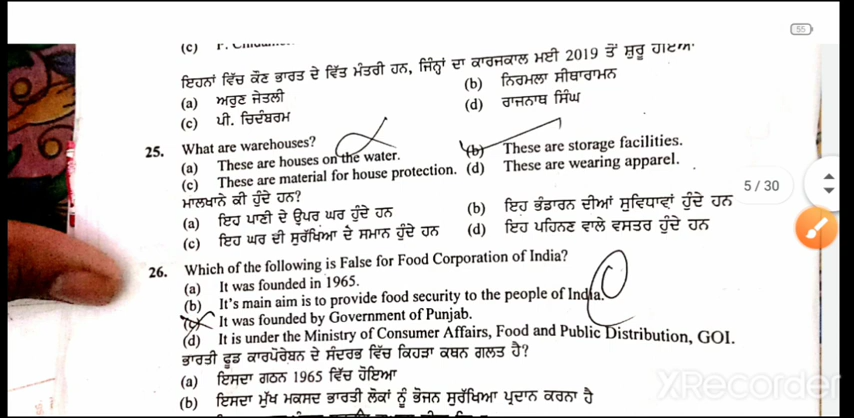 55
(c)
ਇਹਨਾਂ ਵਿੱਚ ਕੌਣ ਭਾਰਤ ਦੇ ਵਿੱਤ ਮੰਤਰੀ ਹਨ, ਜਿੰਨ੍ਹਾਂ ਦਾ ਕਾਰਜਕਾਲ ਮਈ 2019 ਤੋਂ ਸ਼ੁਰੂ
(a) ਅਰੁਣ ਜੇਤਲੀ (b) ਨਿਰਮਲਾ ਸੀਥਾਰਾਮਨ
(c) ਪੀ. ਚਿਦੰਬਰਮ (d) ਰਾਜਨਾਥ ਸਿੰਘ
25. What are warehouses?
(a) These are houses on the water. (b) These are storage facilities.
(c) These are material for house protection. (d) These are wearing apparel.
ਮਾਲਖਾਨੇ ਕੀ ਹੁੰਦੇ ਹਨ?
(a) ਇਹ ਪਾਣੀ ਦੇ ਉਪਰ ਘਰ ਹੁੰਦੇ ਹਨ (b) ਇਹ ਭੰਡਾਰਨ ਦੀਆਂ ਸੁਵਿਧਾਵਾਂ ਹੁੰਦੇ ਹਨ
(c) ਇਹ ਘਰ ਦੀ ਸੁਰੱਖਿਆ ਦੇ ਸਮਾਨ ਹੁੰਦੇ ਹਨ (d) ਇਹ ਪਹਿਨਣ ਵਾਲੇ ਵਸਤਰ ਹੁੰਦੇ ਹਨ
5 / 30
26. Which of the following is False for Food Corporation of India?
(a) It was founded in 1965.
(b) It's main aim is to provide food security to the people of India.
(c) It was founded by Government of Punjab.
(d) It is under the Ministry of Consumer Affairs, Food and Public Distribution, GOI.
ਭਾਰਤੀ ਫੂਡ ਕਾਰਪੋਰੇਸ਼ਨ ਦੇ ਸੰਦਰਭ ਵਿੱਚ ਕਿਹੜਾ ਕਥਨ ਗਲਤ ਹੈ?
(a) ਇਸਦਾ ਗਠਨ 1965 ਵਿੱਚ ਹੋਇਆ
(b) ਇਸਦਾ ਮੁੱਖ ਮਕਸਦ ਭਾਰਤੀ ਲੋਕਾਂ ਨੂੰ ਭੋਜਨ ਸੁਰੱਖਿਆ ਪ੍ਰਦਾਨ ਕਰਨਾ ਹੈ
XRecorder